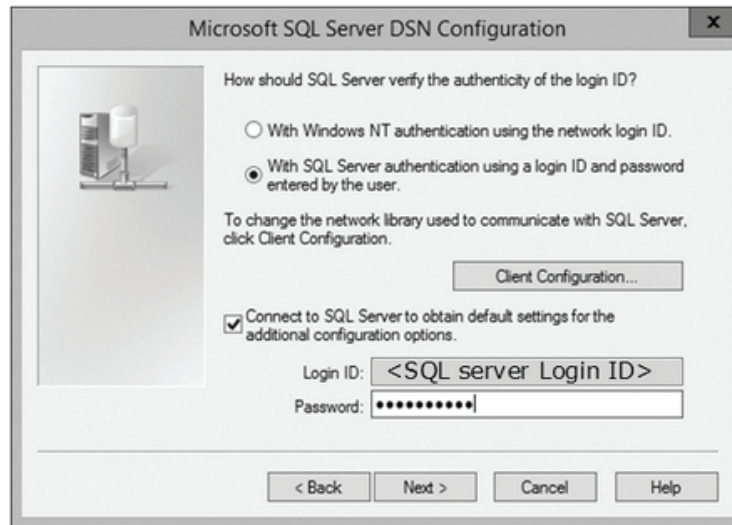 Microsoft SQL Server DSN Configuration
x
How should SQL Server verify the authenticity of the login ID?
With Windows NT authentication using the network login ID.
With SQL Server authentication using a login ID and password
entered by the user.
To change the network library used to communicate with SQL Server,
click Client Configuration.
Client Configuration...
Connect to SQL Server to obtain default settings for the
additional configuration options.
Login ID: <SQL server Login ID>
Password: ●●●●●●●●●●
< Back Next > Cancel Help